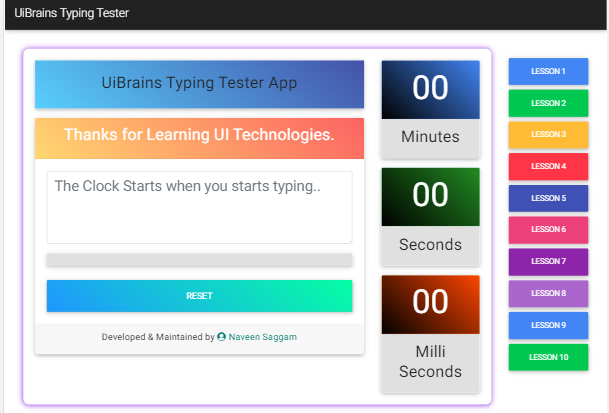 UiBrains Typing Tester
UiBrains Typing Tester App
Thanks for Learning UI Technologies.
The Clock Starts when you starts typing..
RESET
Developed & Maintained by Naveen Saggam
00
Minutes
00
Seconds
00
Milli
Seconds
LESSON 1
LESSON 2
LESSON 3
LESSON 4
LESSON 5
LESSON 6
LESSON 7
LESSON 8
LESSON 9
LESSON 10